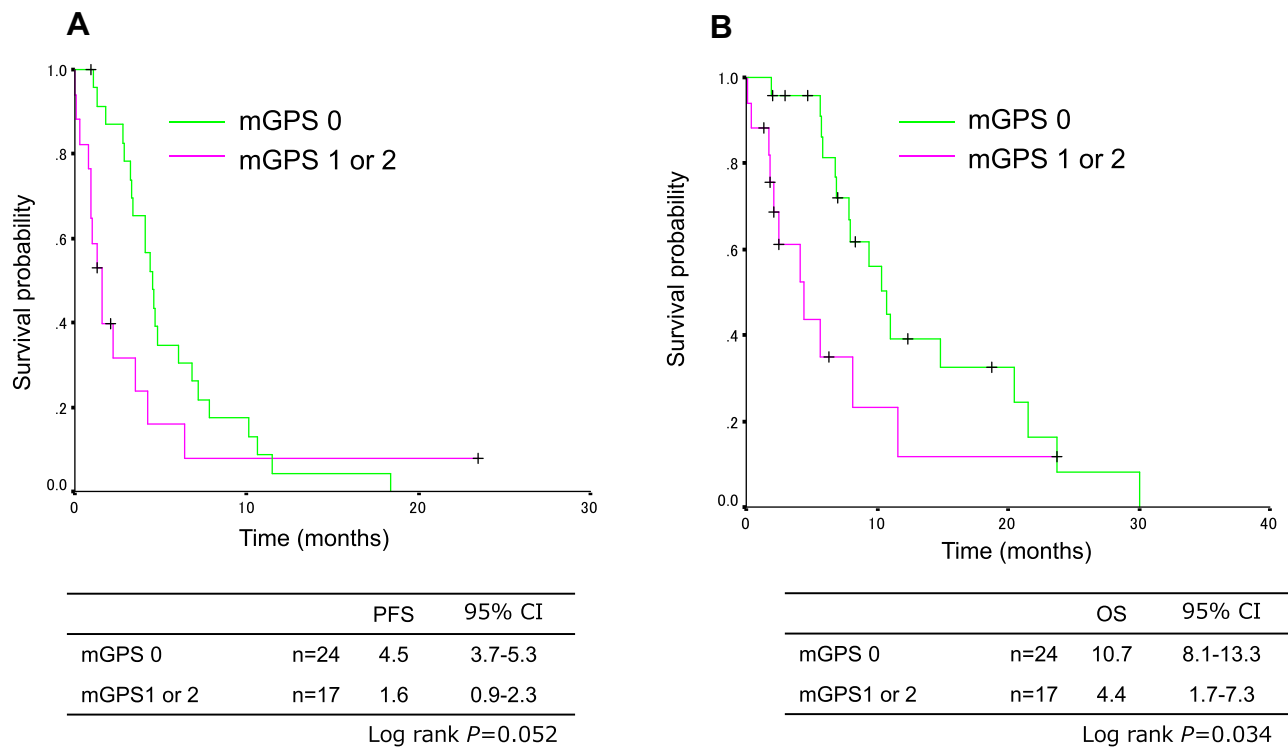 A
1.0
.8
.6
.4
.2
0.0
0
10
20
30
Survival probability
Time (months)
mGPS 0
mGPS 1 or 2
PFS 95% CI
mGPS 0 n=24 4.5 3.7-5.3
mGPS1 or 2 n=17 1.6 0.9-2.3
Log rank P=0.052
B
1.0
.8
.6
.4
.2
0.0
0
10
20
30
40
Survival probability
Time (months)
mGPS 0
mGPS 1 or 2
OS 95% CI
mGPS 0 n=24 10.7 8.1-13.3
mGPS1 or 2 n=17 4.4 1.7-7.3
Log rank P=0.034